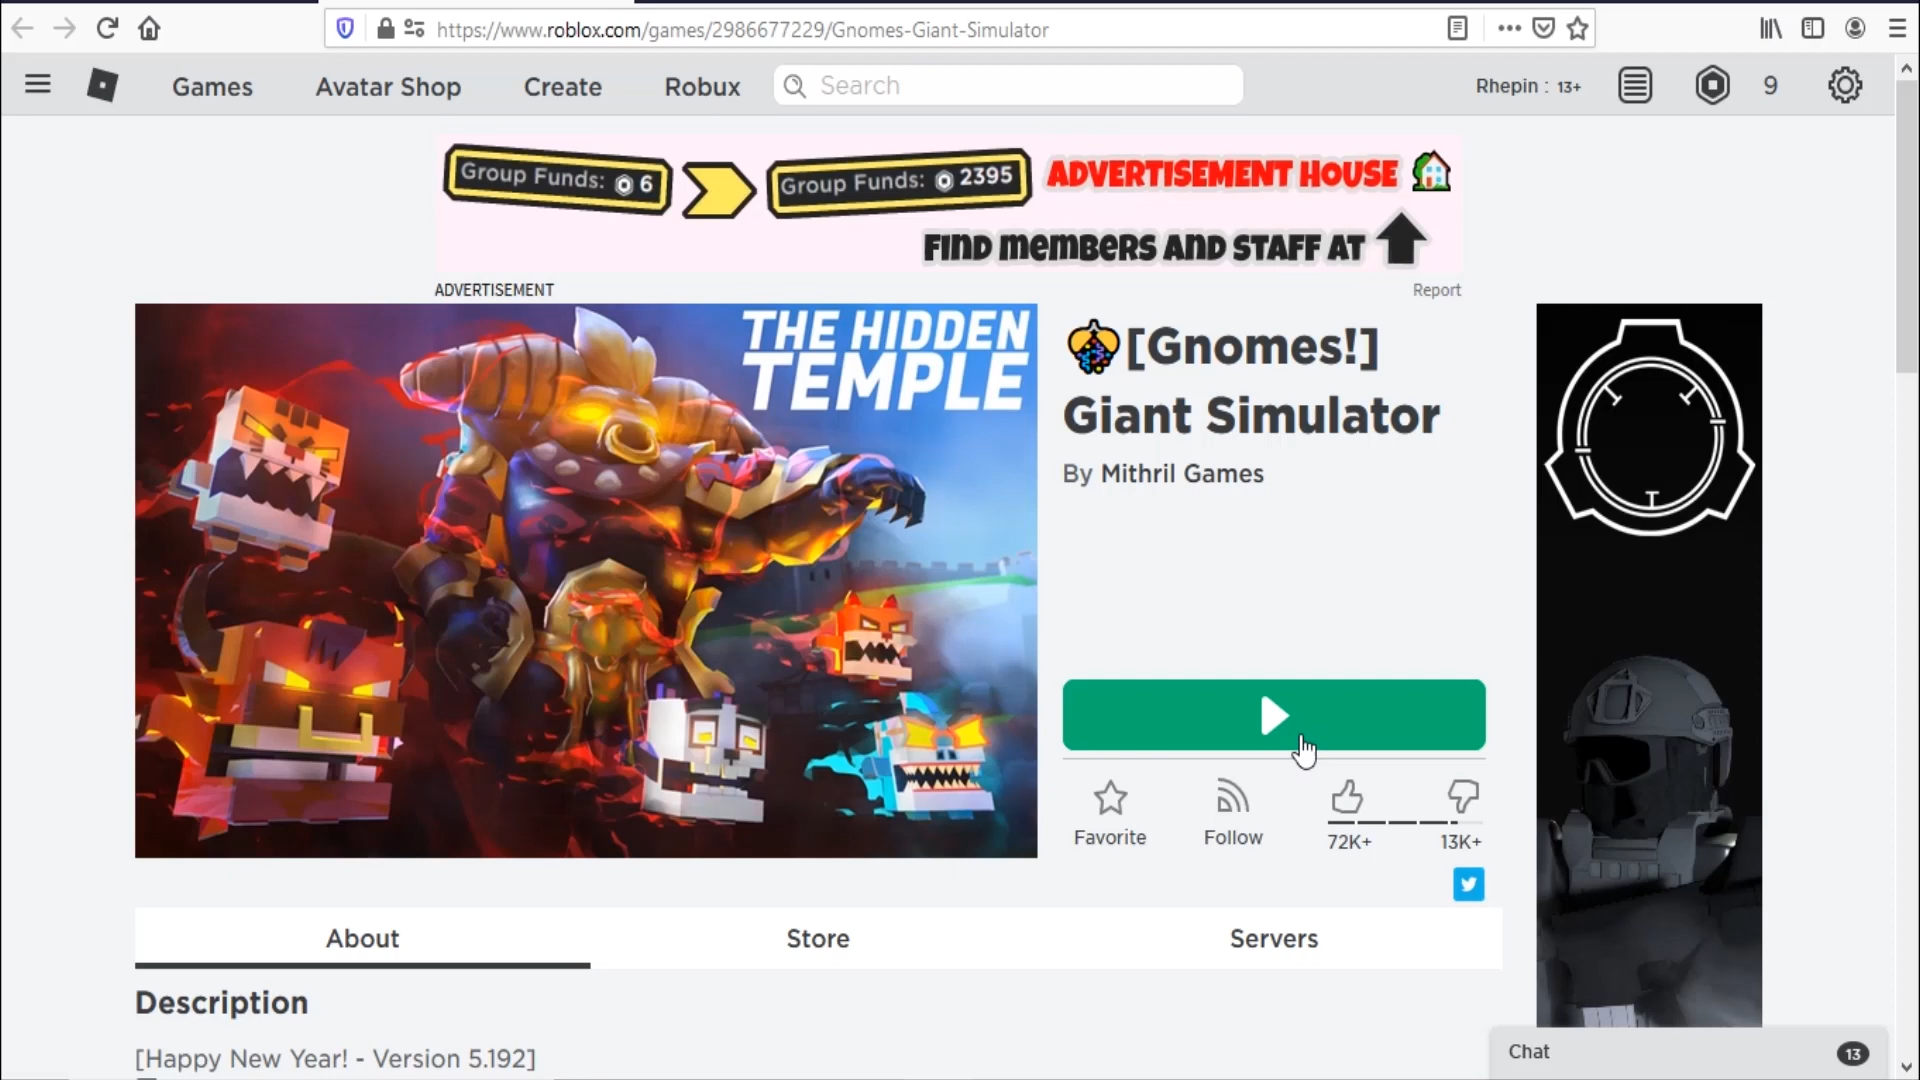 https://www.roblox.com/games/2986677229/Gnomes-Giant-Simulator
Games
Avatar Shop
Create
Robux
Search
Rhepin : 13+
9
Group Funds: 6
Group Funds: 2395
ADVERTISEMENT HOUSE
FIND MEMBERS AND STAFF AT
ADVERTISEMENT
Report
THE HIDDEN
TEMPLE
[Gnomes!]
Giant Simulator
By Mithril Games
Favorite
Follow
72K+
13K+
About
Store
Servers
Description
[Happy New Year! - Version 5.192]
Chat
13